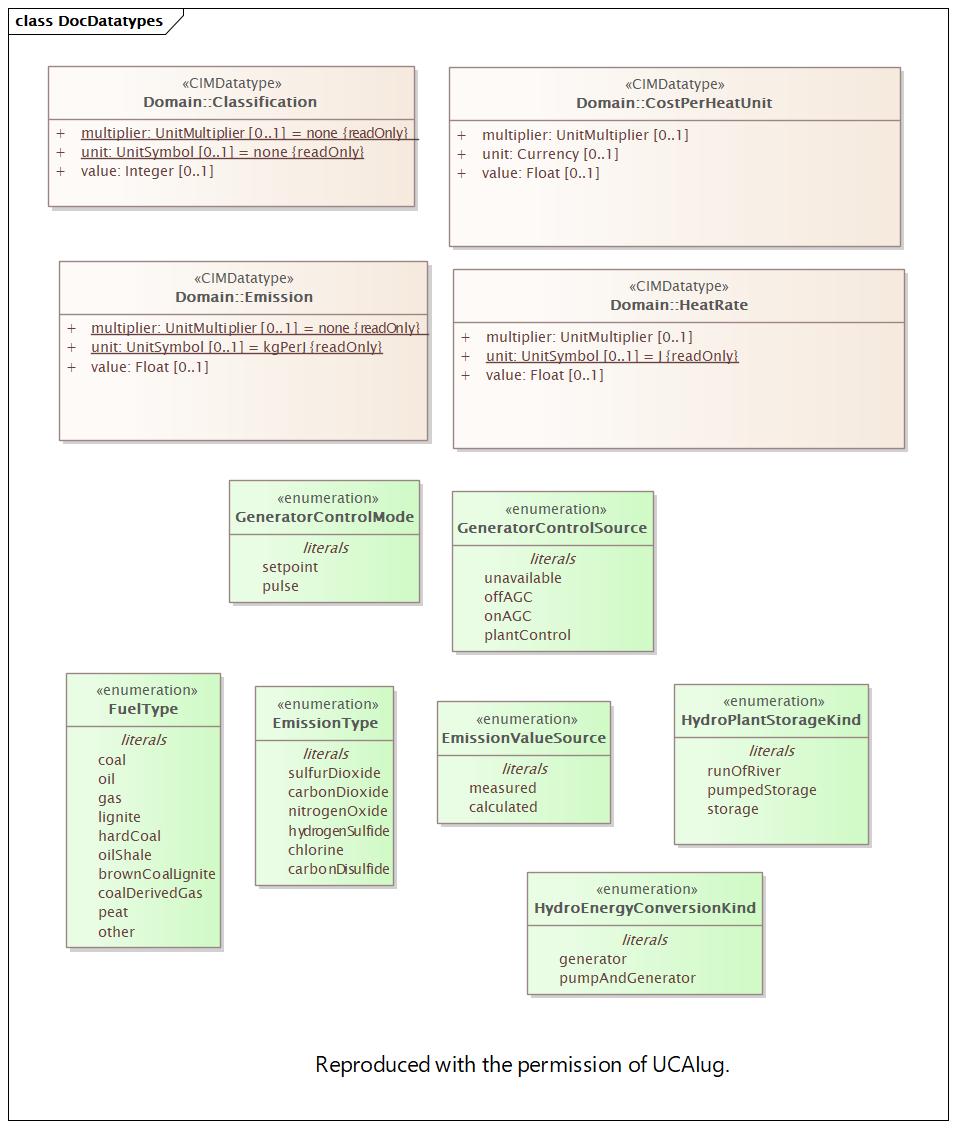 class DocDatatypes
«CIMDatatype»
Domain::Classification
+ multiplier: UnitMultiplier [0..1] = none {readOnly}
+ unit: UnitSymbol [0..1] = none {readOnly}
+ value: Integer [0..1]
«CIMDatatype»
Domain::CostPerHeatUnit
+ multiplier: UnitMultiplier [0..1]
+ unit: Currency [0..1]
+ value: Float [0..1]
«CIMDatatype»
Domain::Emission
+ multiplier: UnitMultiplier [0..1] = none {readOnly}
+ unit: UnitSymbol [0..1] = kgPerJ {readOnly}
+ value: Float [0..1]
«CIMDatatype»
Domain::HeatRate
+ multiplier: UnitMultiplier [0..1]
+ unit: UnitSymbol [0..1] = J {readOnly}
+ value: Float [0..1]
«enumeration»
GeneratorControlMode
literals
setpoint
pulse
«enumeration»
GeneratorControlSource
literals
unavailable
offAGC
onAGC
plantControl
«enumeration»
FuelType
literals
coal
oil
gas
lignite
hardCoal
oilShale
brownCoalLignite
coalDerivedGas
peat
other
«enumeration»
EmissionType
literals
sulfurDioxide
carbonDioxide
nitrogenOxide
hydrogenSulfide
chlorine
carbonDisulfide
«enumeration»
EmissionValueSource
literals
measured
calculated
«enumeration»
HydroPlantStorageKind
literals
runOfRiver
pumpedStorage
storage
«enumeration»
HydroEnergyConversionKind
literals
generator
pumpAndGenerator
Reproduced with the permission of UCAIug.